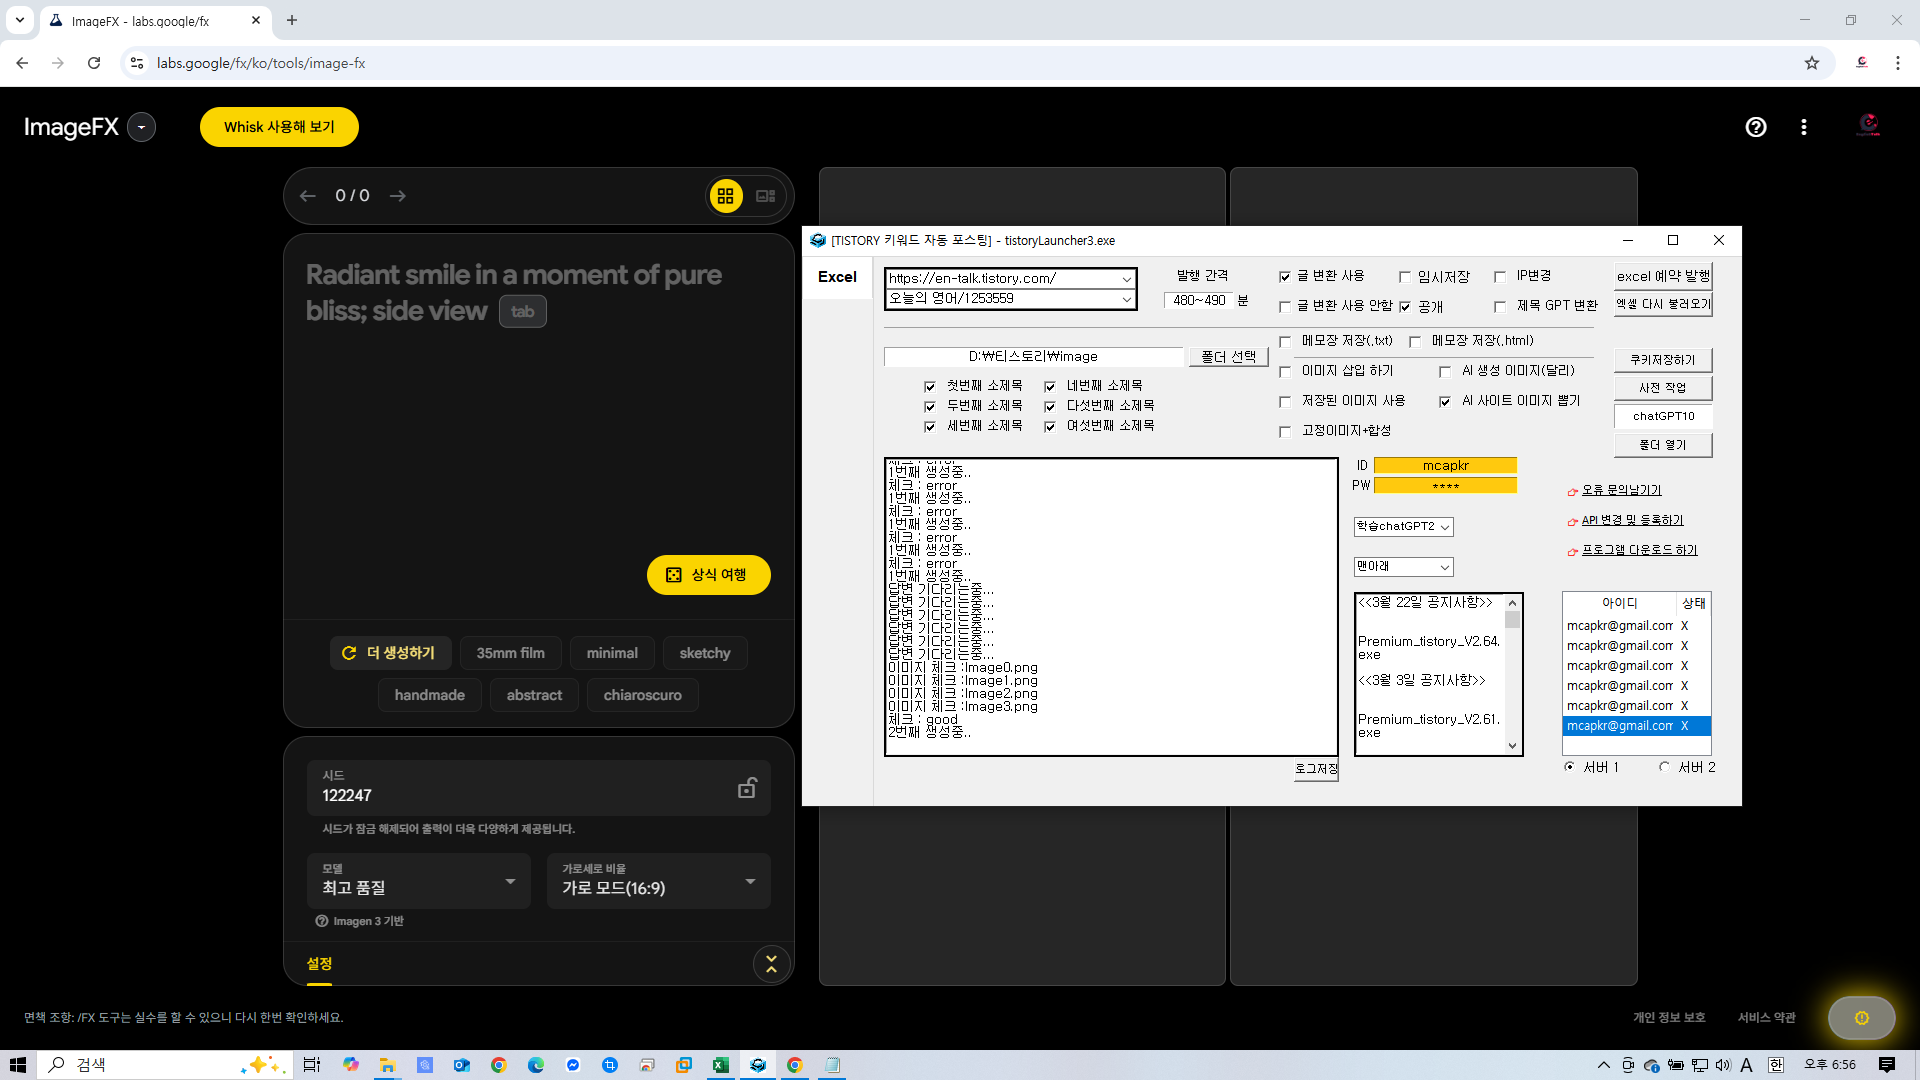 ImageFX - labs.google/fx
labs.google/fx/ko/tools/image-fx
ImageFX
Whisk 사용해 보기
0 / 0
Radiant smile in a moment of pure
bliss; side view tab
상식 여행
더 생성하기
35mm film
minimal
sketchy
handmade
abstract
chiaroscuro
시드
122247
시드가 잠금 해제되어 출력이 더욱 다양하게 제공됩니다.
모델
최고 품질
가로세로 비율
가로 모드(16:9)
Imagen 3 기반
설정
면책 조항: /FX 도구는 실수를 할 수 있으니 다시 한번 확인하세요.
개인 정보 보호
서비스 약관
[TISTORY 키워드 자동 포스팅] - tistoryLauncher3.exe
Excel
https://en-talk.tistory.com/
오늘의 영어/1253559
발행 간격
480~490 분
글 변환 사용
임시저장
IP변경
글 변환 사용 안함
공개
제목 GPT 변환
excel 예약 발행
엑셀 다시 불러오기
D:₩티스토리₩image
폴더 선택
첫번째 소제목
네번째 소제목
두번째 소제목
다섯번째 소제목
세번째 소제목
여섯번째 소제목
메모장 저장(.txt)
메모장 저장(.html)
이미지 삽입 하기
AI 생성 이미지(달리)
저장된 이미지 사용
AI 사이트 이미지 뽑기
고정이미지+합성
쿠키저장하기
사전 작업
chatGPT10
폴더 열기
체크 : error
1번째 생성중..
체크 : error
1번째 생성중..
체크 : error
1번째 생성중..
체크 : error
1번째 생성중..
체크 : error
1번째 생성중..
답변 기다리는중...
답변 기다리는중...
답변 기다리는중...
답변 기다리는중...
답변 기다리는중...
답변 기다리는중...
이미지 체크 :Image0.png
이미지 체크 :Image1.png
이미지 체크 :Image2.png
이미지 체크 :Image3.png
체크 : good
2번째 생성중..
로그저장
ID mcapkr
PW ****
학습chatGPT2
맨아래
오류 문의남기기
API 변경 및 등록하기
프로그램 다운로드 하기
<<3월 22일 공지사항>>
Premium_tistory_V2.64.
exe
<<3월 3일 공지사항>>
Premium_tistory_V2.61.
exe
아이디 상태
mcapkr@gmail.com X
mcapkr@gmail.com X
mcapkr@gmail.com X
mcapkr@gmail.com X
mcapkr@gmail.com X
mcapkr@gmail.com X
서버 1
서버 2
검색
A
한
오후 6:56